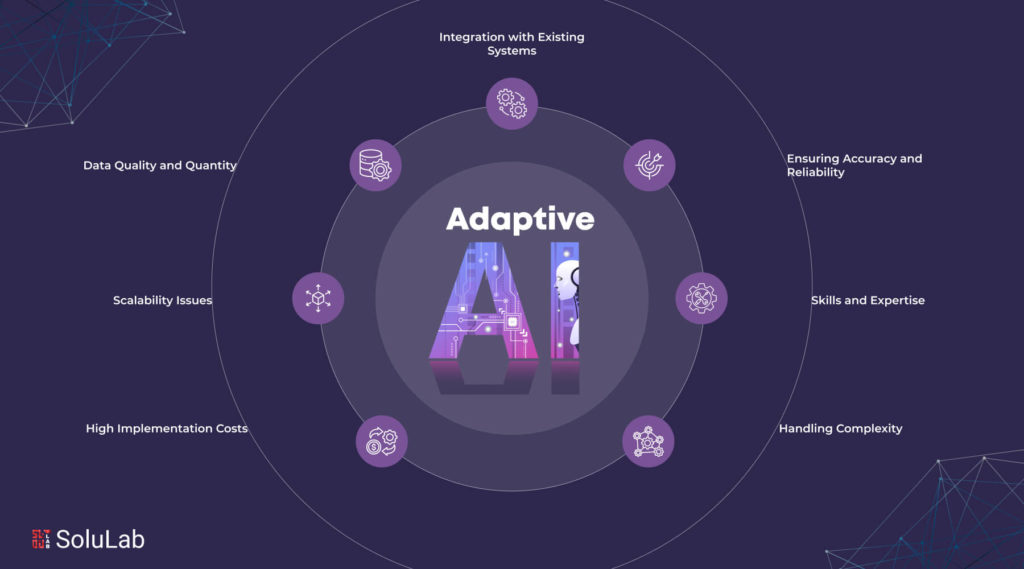 Integration with Existing
Systems
Data Quality and Quantity
Ensuring Accuracy and
Reliability
Adaptive
AI
Scalability Issues
Skills and Expertise
High Implementation Costs
Handling Complexity
SoluLab
LAB